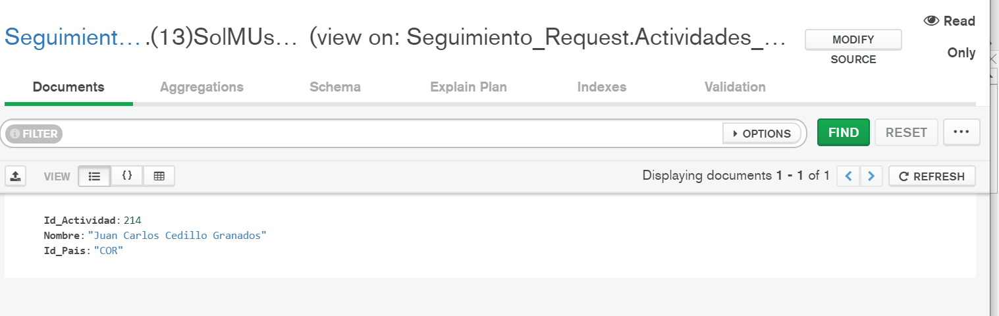 Seguimient... .(13)SolMUs... (view on: Seguimiento_Request.Actividades_...
MODIFY SOURCE
Read Only
Documents Aggregations Schema Explain Plan Indexes Validation
FILTER OPTIONS FIND RESET ...
VIEW {} Displaying documents 1 - 1 of 1 REFRESH
Id_Actividad: 214
Nombre: "Juan Carlos Cedillo Granados"
Id_Pais: "COR"